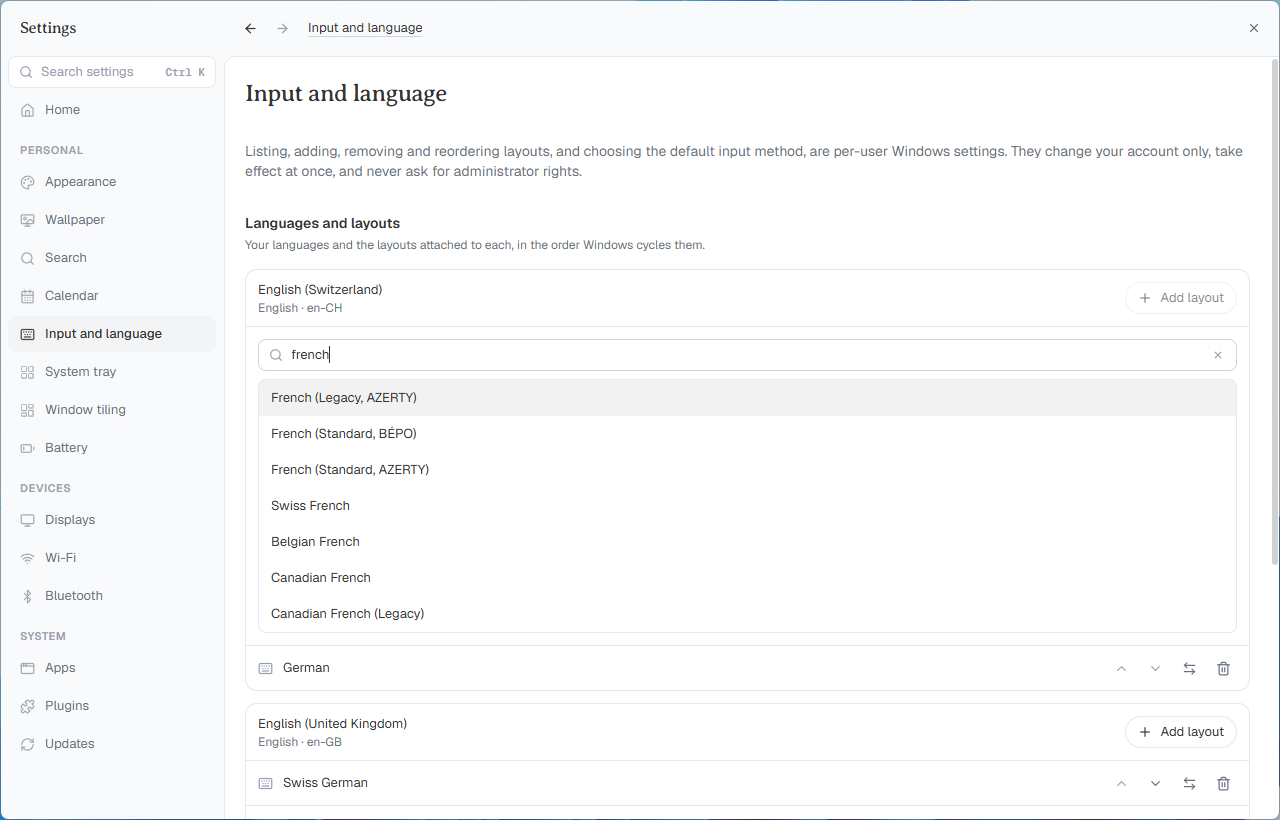 Settings
Input and language
Search settings Ctrl K
Home
PERSONAL
Appearance
Wallpaper
Search
Calendar
Input and language
System tray
Window tiling
Battery
DEVICES
Displays
Wi-Fi
Bluetooth
SYSTEM
Apps
Plugins
Updates
Input and language
Listing, adding, removing and reordering layouts, and choosing the default input method, are per-user Windows settings. They change your account only, take
effect at once, and never ask for administrator rights.
Languages and layouts
Your languages and the layouts attached to each, in the order Windows cycles them.
English (Switzerland)
English · en-CH
Add layout
french
French (Legacy, AZERTY)
French (Standard, BÉPO)
French (Standard, AZERTY)
Swiss French
Belgian French
Canadian French
Canadian French (Legacy)
German
English (United Kingdom)
English · en-GB
Add layout
Swiss German